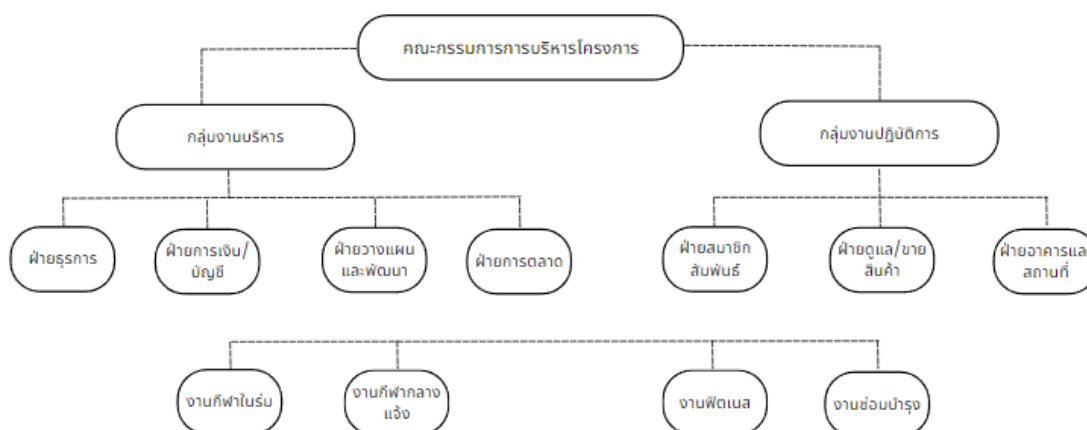 คณะกรรมการการบริหารโครงการ
กลุ่มงานบริหาร
กลุ่มงานปฏิบัติการ
ฝ่ายธุรการ
ฝ่ายการเงิน/
บัญชี
ฝ่ายวางแผน
และพัฒนา
ฝ่ายการตลาด
ฝ่ายสมาชิก
สัมพันธ์
ฝ่ายดูแล/ขาย
สินค้า
ฝ่ายอาคารและ
สถานที่
งานกีฬาในร่ม
งานกีฬากลาง
แจ้ง
งานฟิตเนส
งานซ่อมบำรุง